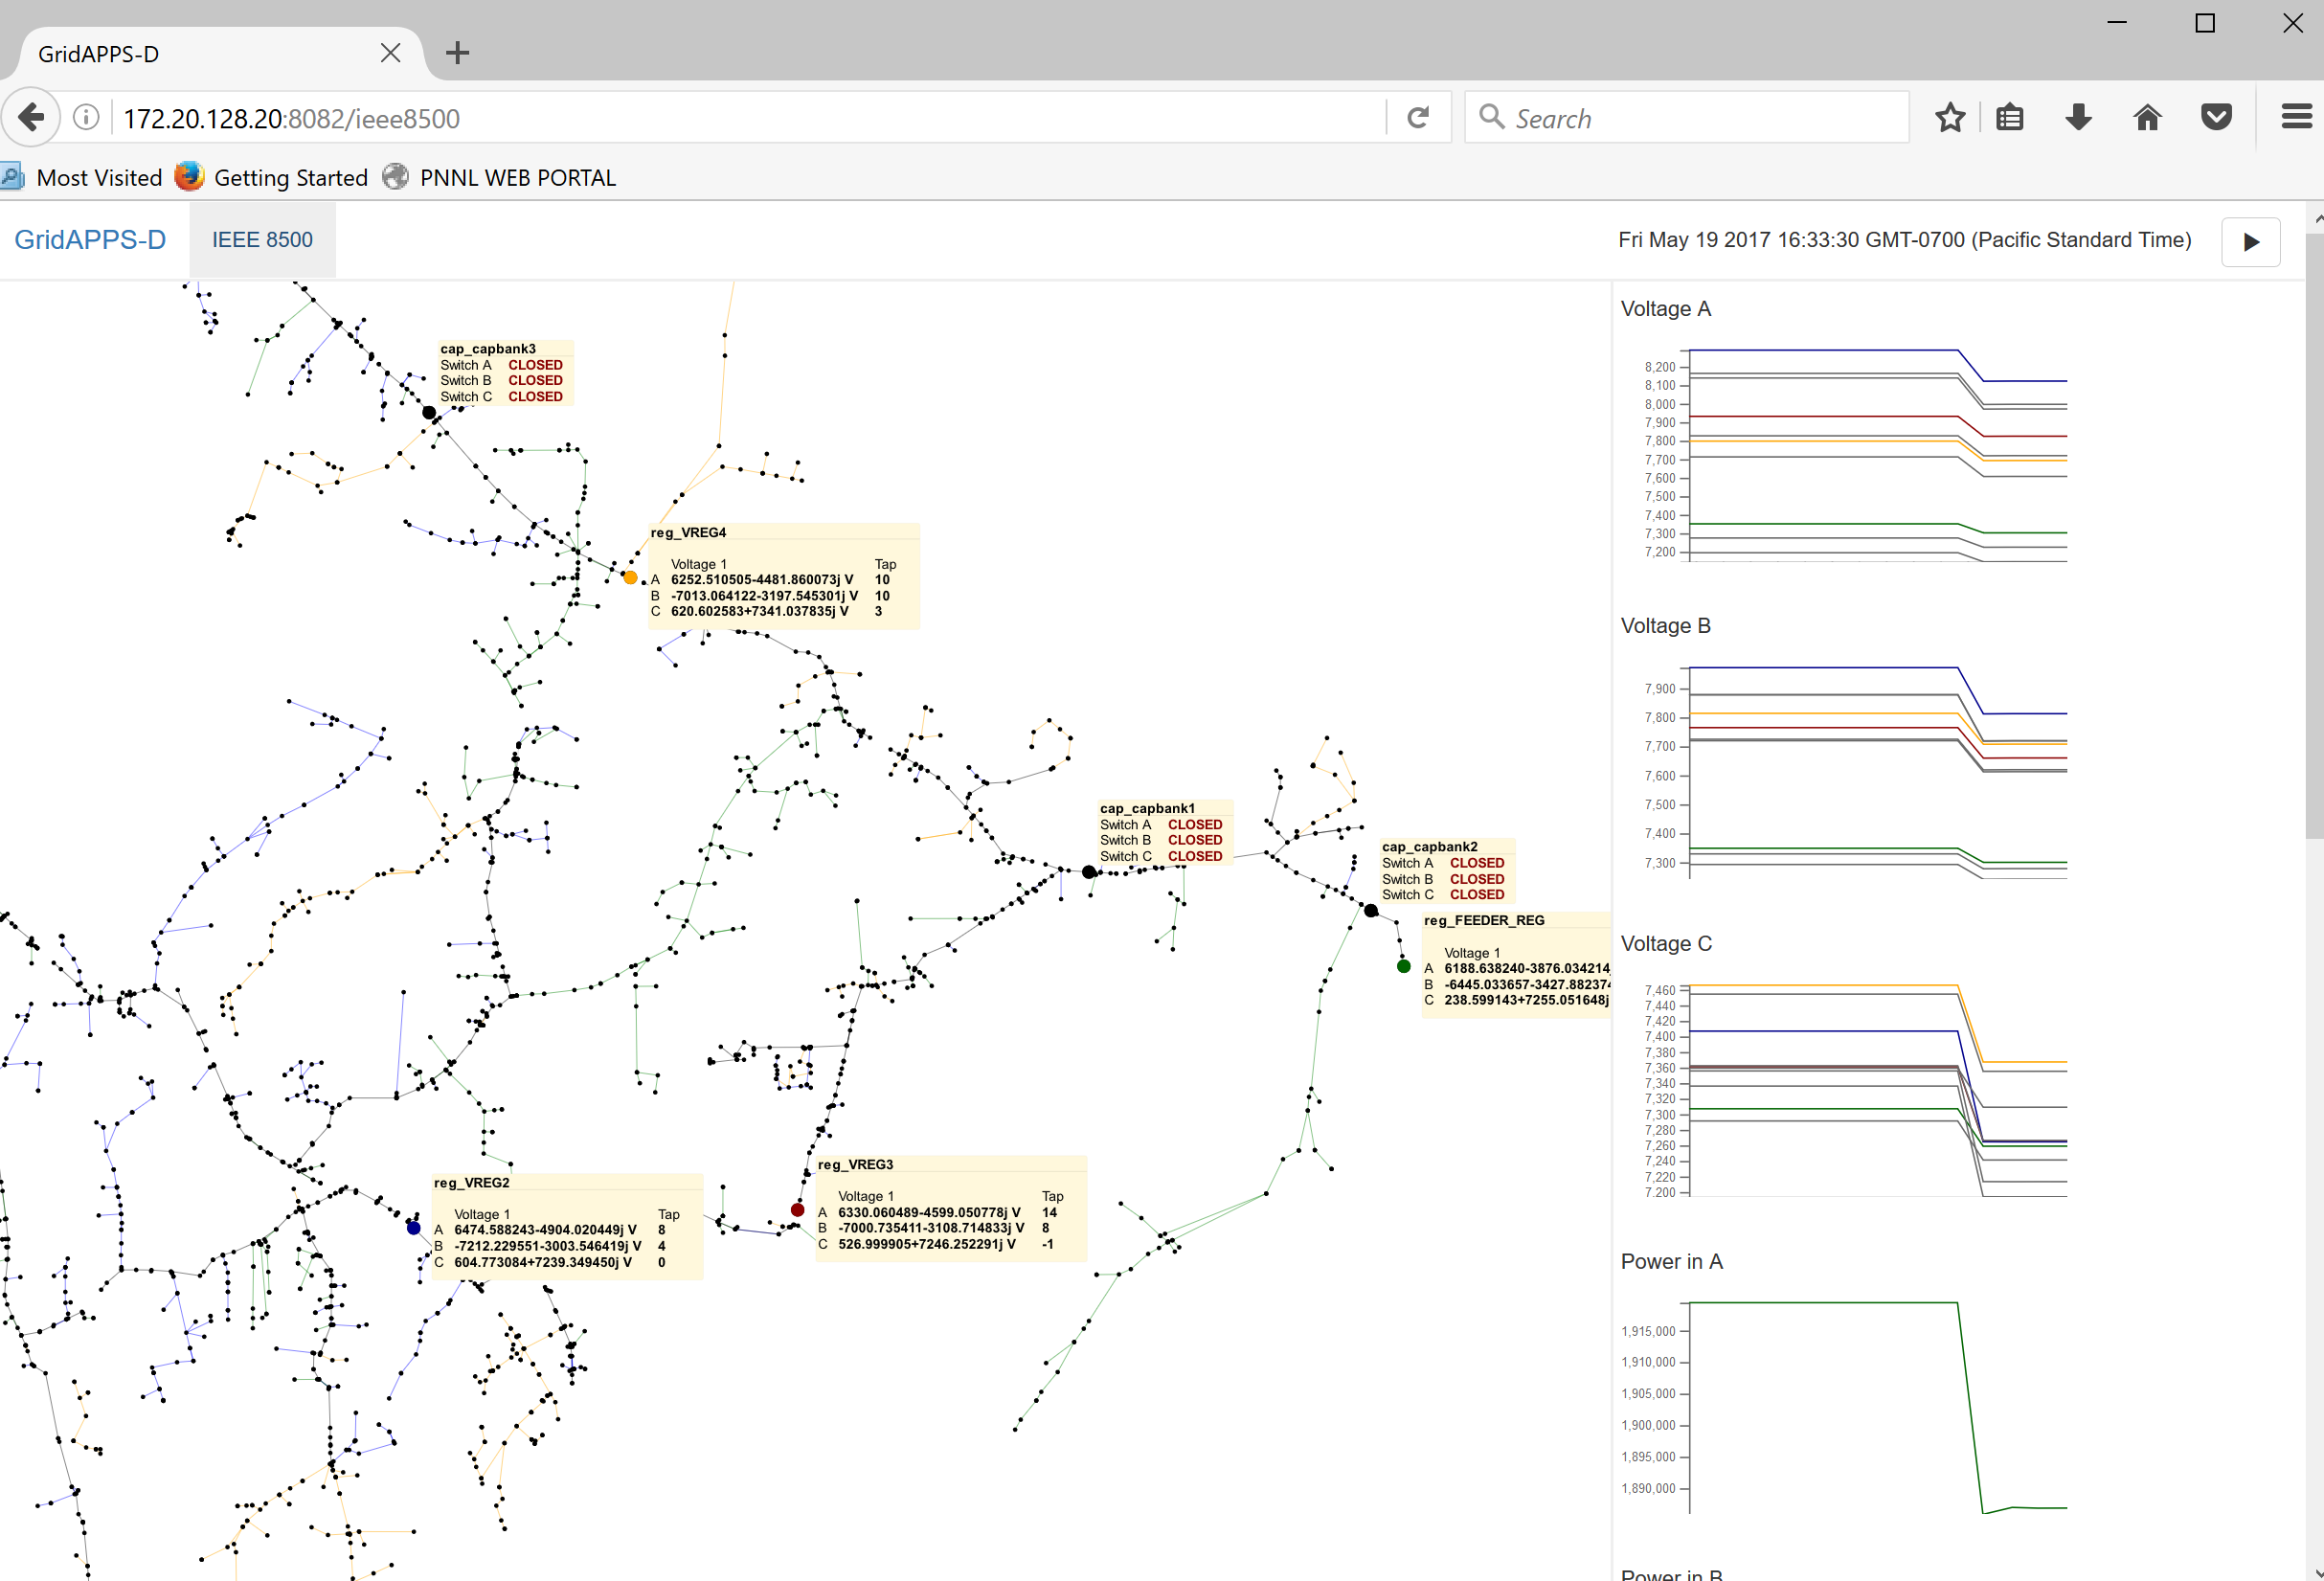 GridAPPS-D
172.20.128.20:8082/ieee8500
Search
Most Visited Getting Started PNNL WEB PORTAL
GridAPPS-D IEEE 8500 Fri May 19 2017 16:33:30 GMT-0700 (Pacific Standard Time)
cap_capbank3
Switch A CLOSED
Switch B CLOSED
Switch C CLOSED
reg_VREG4
Voltage 1 Tap
A 6252.510505-4481.860073j V 10
B -7013.064122-3197.545301j V 10
C 620.602583+7341.037835j V 3
cap_capbank1
Switch A CLOSED
Switch B CLOSED
Switch C CLOSED
cap_capbank2
Switch A CLOSED
Switch B CLOSED
Switch C CLOSED
reg_FEEDER_REG
Voltage 1
A 6188.638240-3876.034214j
B -6445.033657-3427.88237
C 238.599143+7255.051648j
reg_VREG3
Voltage 1 Tap
A 6330.060489-4599.050778j V 14
B -7000.735411-3108.714833j V 8
C 526.999905+7246.252291j V -1
reg_VREG2
Voltage 1 Tap
A 6474.588243-4904.020449j V 8
B -7212.229551-3003.546419j V 4
C 604.773084+7239.349450j V 0
Voltage A
8,200
8,100
8,000
7,900
7,800
7,700
7,600
7,500
7,400
7,300
7,200
Voltage B
7,900
7,800
7,700
7,600
7,500
7,400
7,300
Voltage C
7,460
7,440
7,420
7,400
7,380
7,360
7,340
7,320
7,300
7,280
7,260
7,240
7,220
7,200
Power in A
1,915,000
1,910,000
1,905,000
1,900,000
1,895,000
1,890,000
Power in B